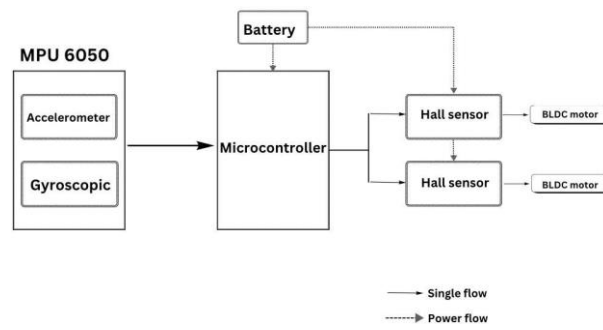 Battery
MPU 6050
Accelerometer
Gyroscopic
Microcontroller
Hall sensor
BLDC motor
Hall sensor
BLDC motor
Single flow
Power flow